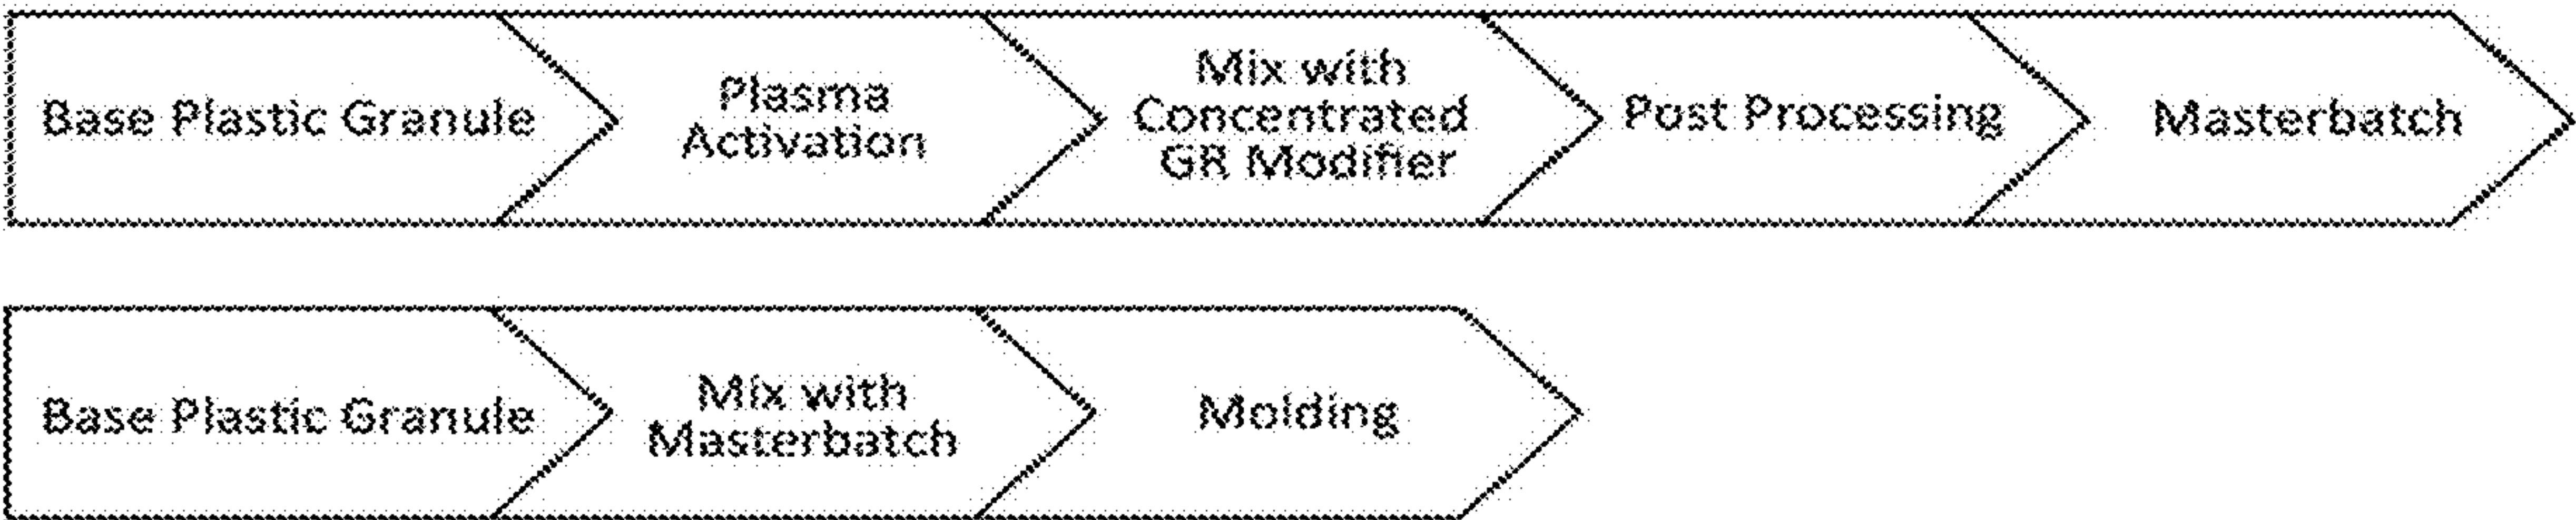 Base Plastic Granule
Plasma
Activation
Mix with
Concentrated
GR Modifier
Post Processing
Masterbatch
Base Plastic Granule
Mix with
Masterbatch
Molding